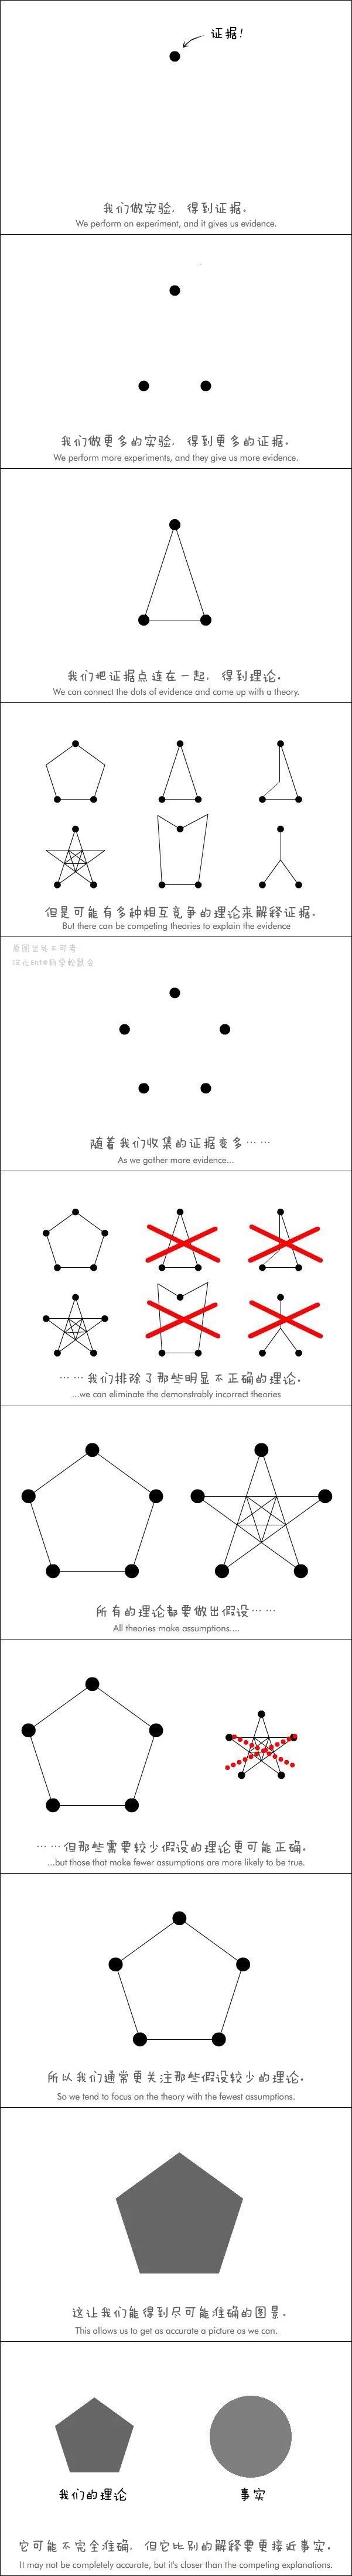 证据!
我们做实验，得到证据。
We perform an experiment, and it gives us evidence.
我们做更多的实验，得到更多的证据。
We perform more experiments, and they give us more evidence.
我们把证据点连在一起，得到理论。
We can connect the dots of evidence and come up with a theory.
但是可能有多种相互竞争的理论来解释证据。
But there can be competing theories to explain the evidence
原图出处不可考
汉化Ent@科学松鼠会
随着我们收集的证据变多……
As we gather more evidence...
……我们排除了那些明显不正确的理论。
...we can eliminate the demonstrably incorrect theories
所有的理论都要做出假设……
All theories make assumptions....
……但那些需要较少假设的理论更可能正确。
...but those that make fewer assumptions are more likely to be true.
所以我们通常更关注那些假设较少的理论。
So we tend to focus on the theory with the fewest assumptions.
这让我们能得到尽可能准确的图景。
This allows us to get as accurate a picture as we can.
我们的理论 事实
它可能不完全准确，但它比别的解释要更接近事实。
It may not be completely accurate, but it's closer than the competing explanations.